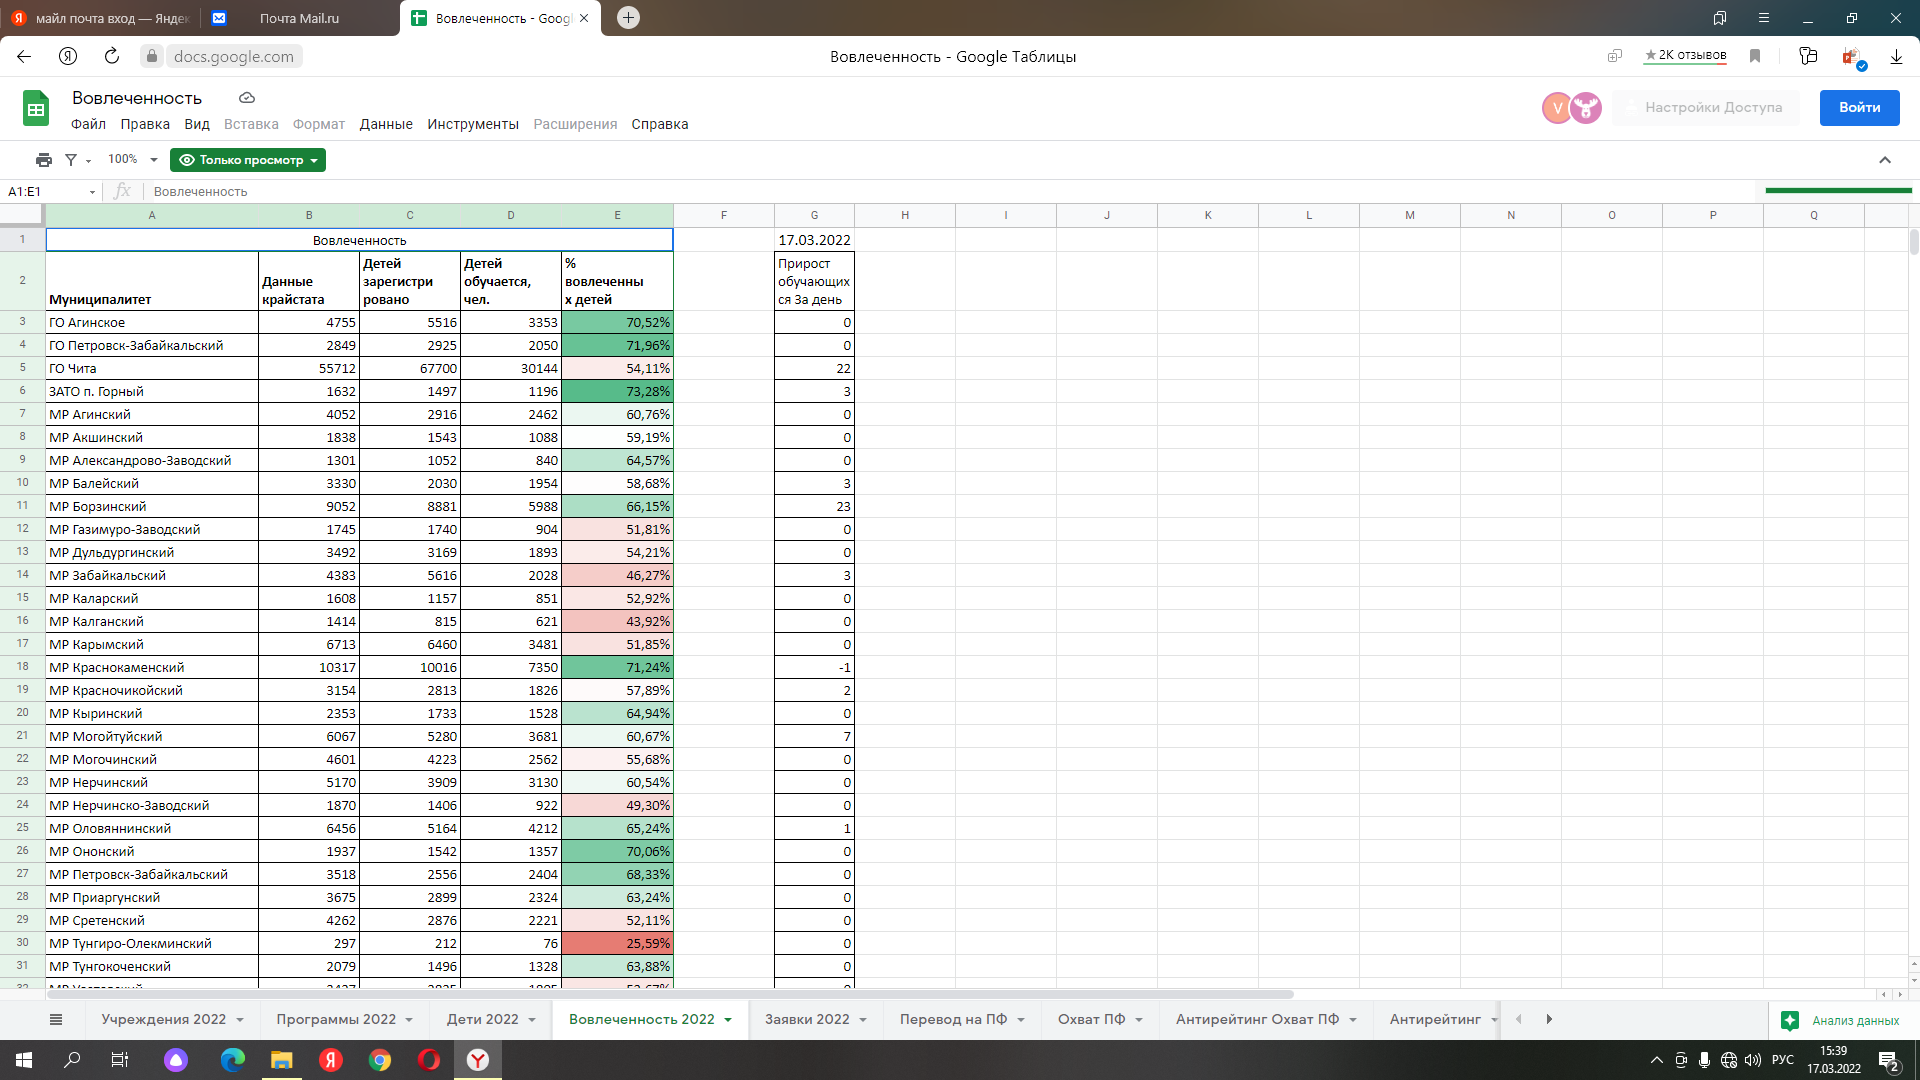 майл почта вход — Яндек
Почта Mail.ru
Вовлеченность - Googl
docs.google.com
Вовлеченность - Google Таблицы
2K отзывов
Вовлеченность
V
Настройки Доступа
Войти
Файл Правка Вид Вставка Формат Данные Инструменты Расширения Справка
100% Только просмотр
A1:E1 fx Вовлеченность
A B C D E F G H I J K L M N O P Q
1 Вовлеченность 17.03.2022
2 Муниципалитет
Данные
крайстата
Детей
зарегистри
ровано
Детей
обучается,
чел.
%
вовлеченны
х детей
Прирост
обучающих
ся За день
3 ГО Агинское 4755 5516 3353 70,52% 0
4 ГО Петровск-Забайкальский 2849 2925 2050 71,96% 0
5 ГО Чита 55712 67700 30144 54,11% 22
6 ЗАТО п. Горный 1632 1497 1196 73,28% 3
7 МР Агинский 4052 2916 2462 60,76% 0
8 МР Акшинский 1838 1543 1088 59,19% 0
9 МР Александрово-Заводский 1301 1052 840 64,57% 0
10 МР Балейский 3330 2030 1954 58,68% 3
11 МР Борзинский 9052 8881 5988 66,15% 23
12 МР Газимуро-Заводский 1745 1740 904 51,81% 0
13 МР Дульдургинский 3492 3169 1893 54,21% 0
14 МР Забайкальский 4383 5616 2028 46,27% 3
15 МР Каларский 1608 1157 851 52,92% 0
16 МР Калганский 1414 815 621 43,92% 0
17 МР Карымский 6713 6460 3481 51,85% 0
18 МР Краснокаменский 10317 10016 7350 71,24% -1
19 МР Красночикойский 3154 2813 1826 57,89% 2
20 МР Кыринский 2353 1733 1528 64,94% 0
21 МР Могойтуйский 6067 5280 3681 60,67% 7
22 МР Могочинский 4601 4223 2562 55,68% 0
23 МР Нерчинский 5170 3909 3130 60,54% 0
24 МР Нерчинско-Заводский 1870 1406 922 49,30% 0
25 МР Оловяннинский 6456 5164 4212 65,24% 1
26 МР Ононский 1937 1542 1357 70,06% 0
27 МР Петровск-Забайкальский 3518 2556 2404 68,33% 0
28 МР Приаргунский 3675 2899 2324 63,24% 0
29 МР Сретенский 4262 2876 2221 52,11% 0
30 МР Тунгиро-Олекминский 297 212 76 25,59% 0
31 МР Тунгокоченский 2079 1496 1328 63,88% 0
Учреждения 2022 Программы 2022 Дети 2022 Вовлеченность 2022 Заявки 2022 Перевод на ПФ Охват ПФ Антирейтинг Охват ПФ Антирейтинг Анализ данных
РУС
15:39
17.03.2022
2